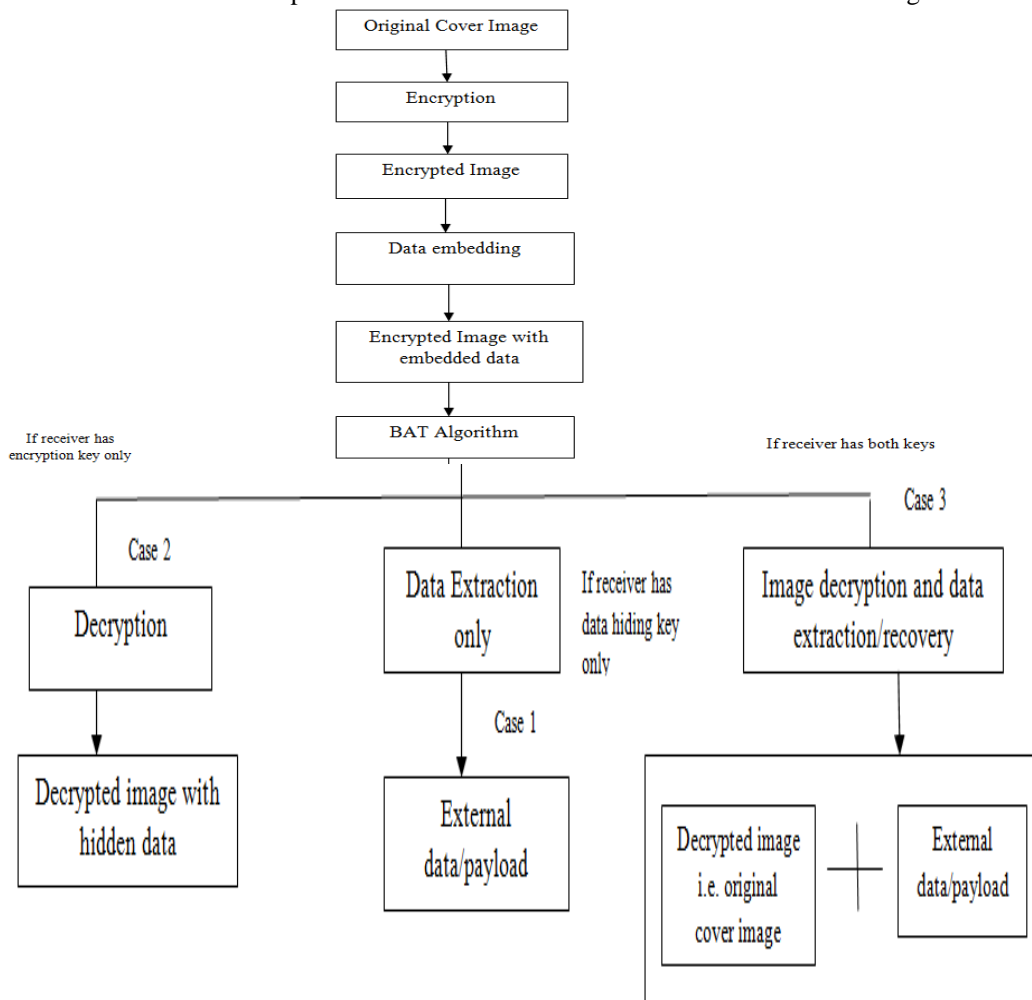 Original Cover Image
Encryption
Encrypted Image
Data embedding
Encrypted Image with
embedded data
BAT Algorithm
If receiver has
encryption key only
If receiver has both keys
Case 3
Case 2
Decryption
Data Extraction
only
If receiver has
data hiding key
only
Image decryption and data
extraction/recovery
Case 1
Decrypted image with
hidden data
External
data/payload
Decrypted image
i.e. original
cover image
External
data/payload